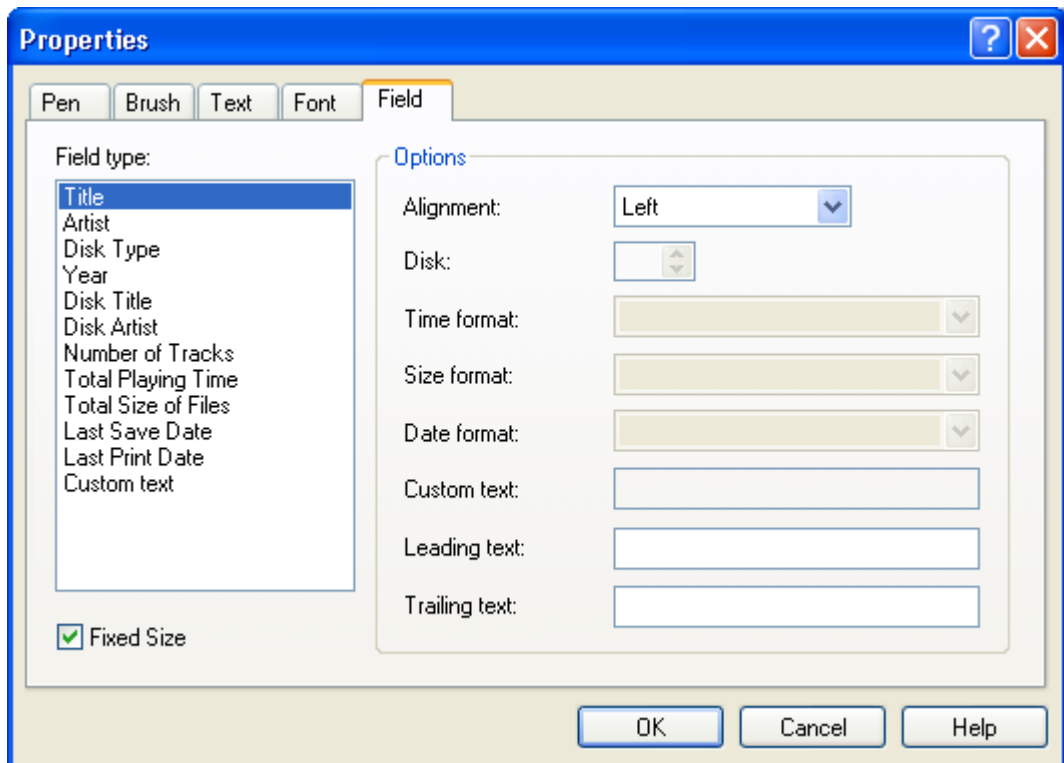 Properties
Pen Brush Text Font Field
Field type:
Title
Artist
Disk Type
Year
Disk Title
Disk Artist
Number of Tracks
Total Playing Time
Total Size of Files
Last Save Date
Last Print Date
Custom text
Fixed Size
Options
Alignment: Left
Disk:
Time format:
Size format:
Date format:
Custom text:
Leading text:
Trailing text:
OK Cancel Help